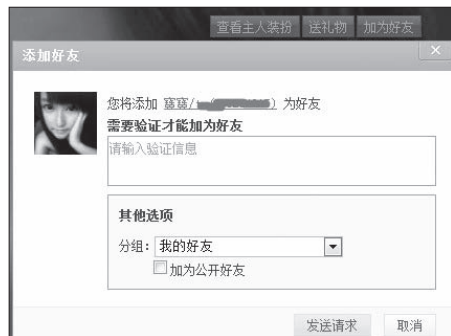 查看主人装扮 送礼物 加为好友
添加好友
您将添加 寳寳/ 为好友
需要验证才能加为好友
请输入验证信息
其他选项
分组: 我的好友
加为公开好友
发送请求 取消